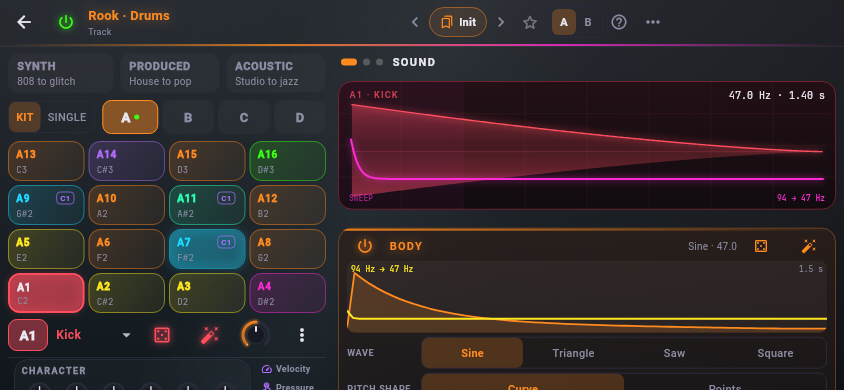 Rook · Drums
Track
Init
A
B
SYNTH
808 to glitch
PRODUCED
House to pop
ACOUSTIC
Studio to jazz
KIT
SINGLE
A
B
C
D
A13
C3
A14
C#3
A15
D3
A16
D#3
A9
C1
G#2
A10
A2
A11
C1
A#2
A12
B2
A5
E2
A6
F2
A7
C1
F#2
A8
G2
A1
C2
A2
C#2
A3
D2
A4
D#2
A1
Kick
CHARACTER
Velocity
Pressure
SOUND
A1 · KICK
47.0 Hz · 1.40 s
SWEEP
94 → 47 Hz
BODY
Sine · 47.0
94 Hz → 47 Hz
1.5 s
WAVE
Sine
Triangle
Saw
Square
PITCH SHAPE
Curve
Points